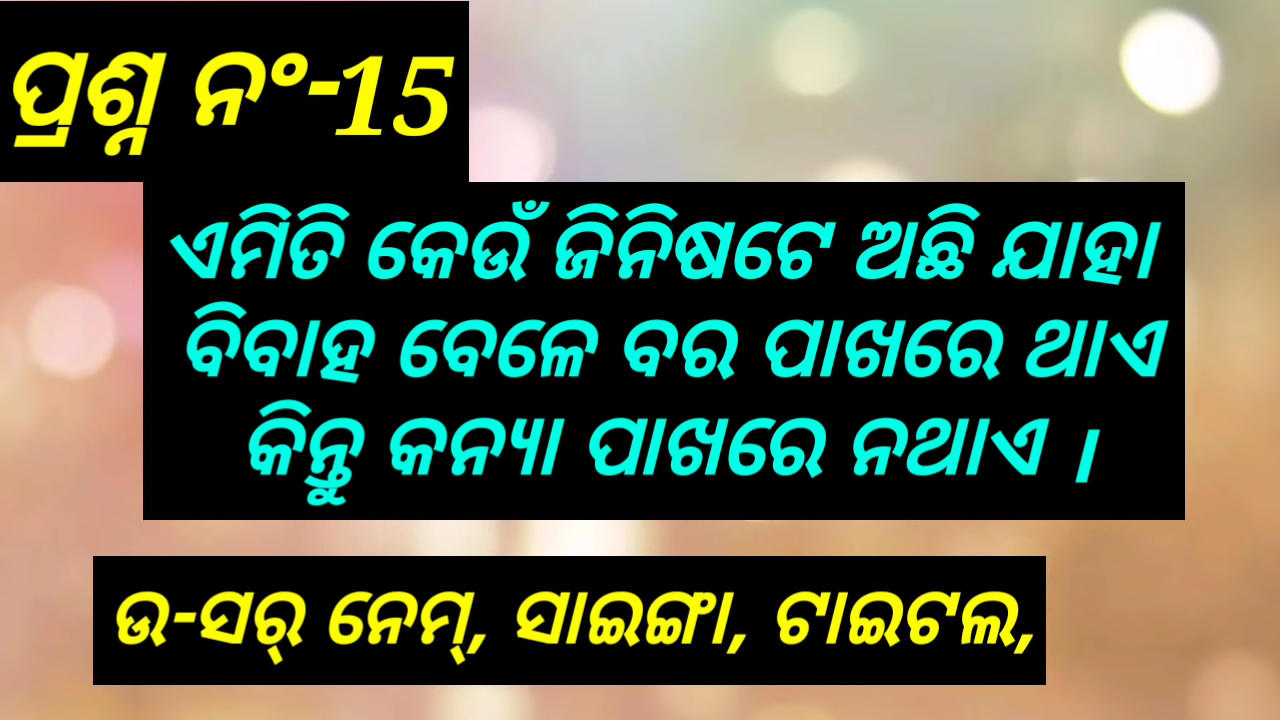 ପ୍ରଶ୍ନ ନଂ-15
ଏମିତି କେଉଁ ଜିନିଷଟେ ଅଛି ଯାହା
ବିବାହ ବେଳେ ବର ପାଖରେ ଥାଏ
କିନ୍ତୁ କନ୍ୟା ପାଖରେ ନଥାଏ ।
ଉ-ସର୍ ନେମ୍, ସାଇଙ୍ଗା, ଟାଇଟଲ,